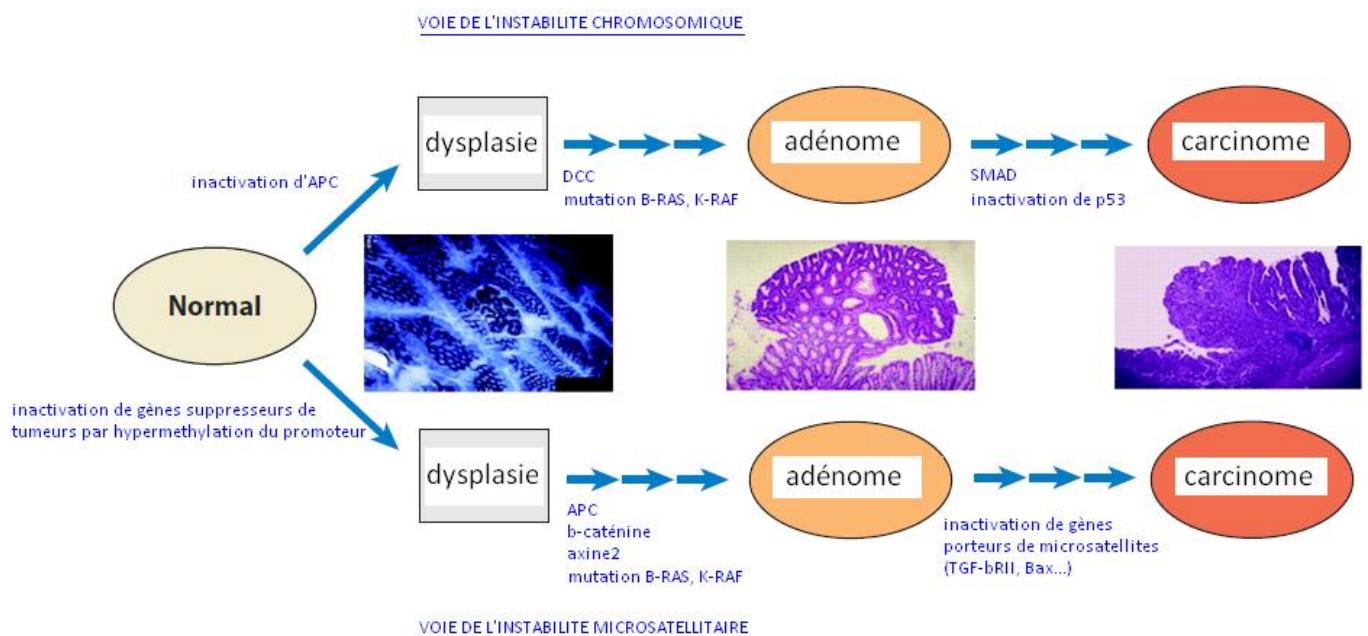 VOIE DE L'INSTABILITE CHROMOSOMIQUE
dysplasie
adénome
carcinome
inactivation d'APC
DCC
mutation B-RAS, K-RAF
SMAD
inactivation de p53
Normal
inactivation de gènes suppresseurs de
tumeurs par hypermethylation du promoteur
dysplasie
adénome
carcinome
APC
b-caténine
axine2
mutation B-RAS, K-RAF
inactivation de gènes
porteurs de microsatellites
(TGF-bRII, Bax...)
VOIE DE L'INSTABILITE MICROSATELLITAIRE